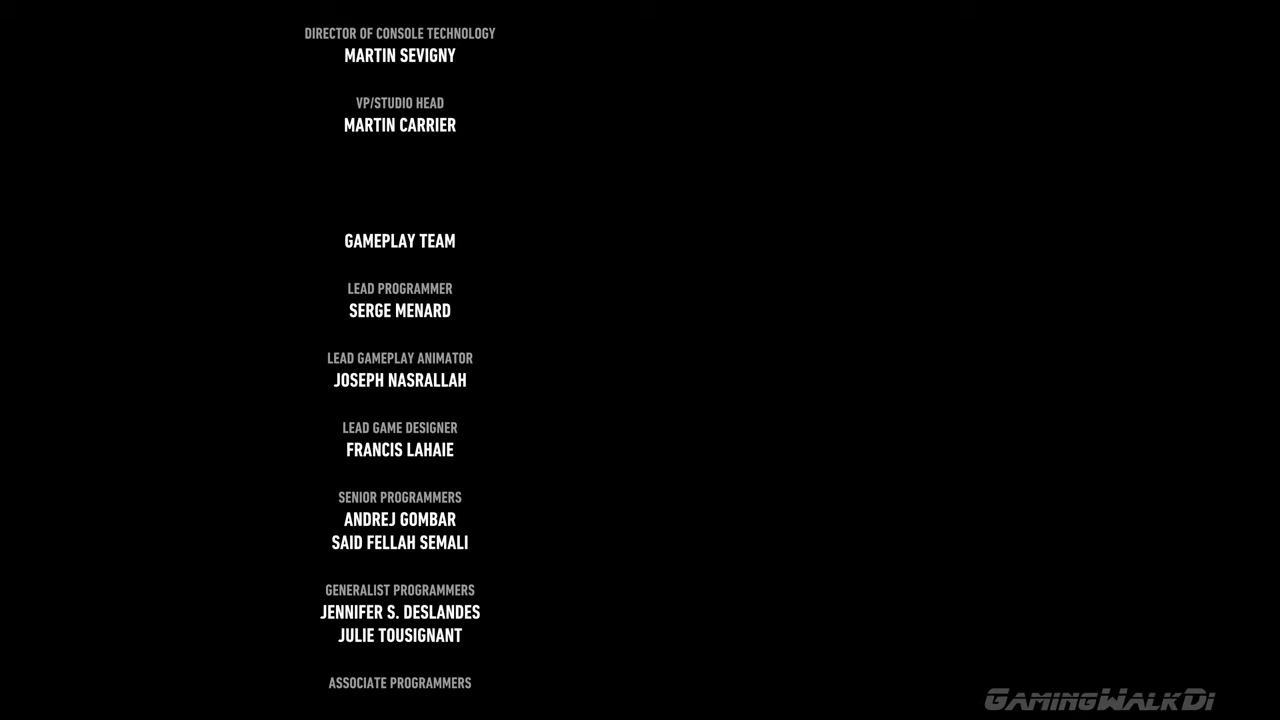 DIRECTOR OF CONSOLE TECHNOLOGY
MARTIN SEVIGNY
VP/STUDIO HEAD
MARTIN CARRIER
GAMEPLAY TEAM
LEAD PROGRAMMER
SERGE MENARD
LEAD GAMEPLAY ANIMATOR
JOSEPH NASRALLAH
LEAD GAME DESIGNER
FRANCIS LAHAIE
SENIOR PROGRAMMERS
ANDREJ GOMBAR
SAID FELLAH SEMALI
GENERALIST PROGRAMMERS
JENNIFER S. DESLANDES
JULIE TOUSIGNANT
ASSOCIATE PROGRAMMERS
GAMINGWALKDI